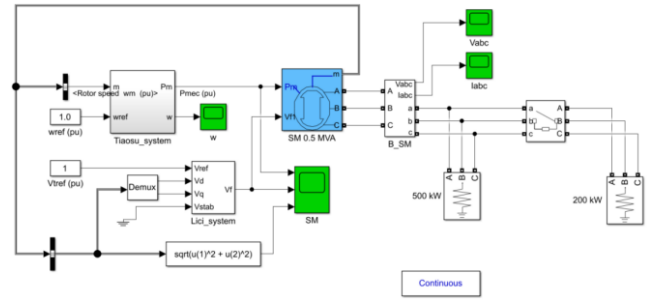 Vabc
Iabc
m
<Rotor speed wm (pu)>
m
Pm
Pmec (pu)
1.0
wref
w
wref (pu)
Tiaosu_system
w
Pm
Vf
m
A
B
C
SM 0.5 MVA
A
B
C
Vabc
Iabc
a
b
c
B_SM
a
b
c
A
B
C
1
Vtref (pu)
Demux
Vref
Vd
Vq
Vstab
Vf
Lici_system
SM
A B C
500 kW
A B C
200 kW
sqrt(u(1)^2 + u(2)^2)
Continuous